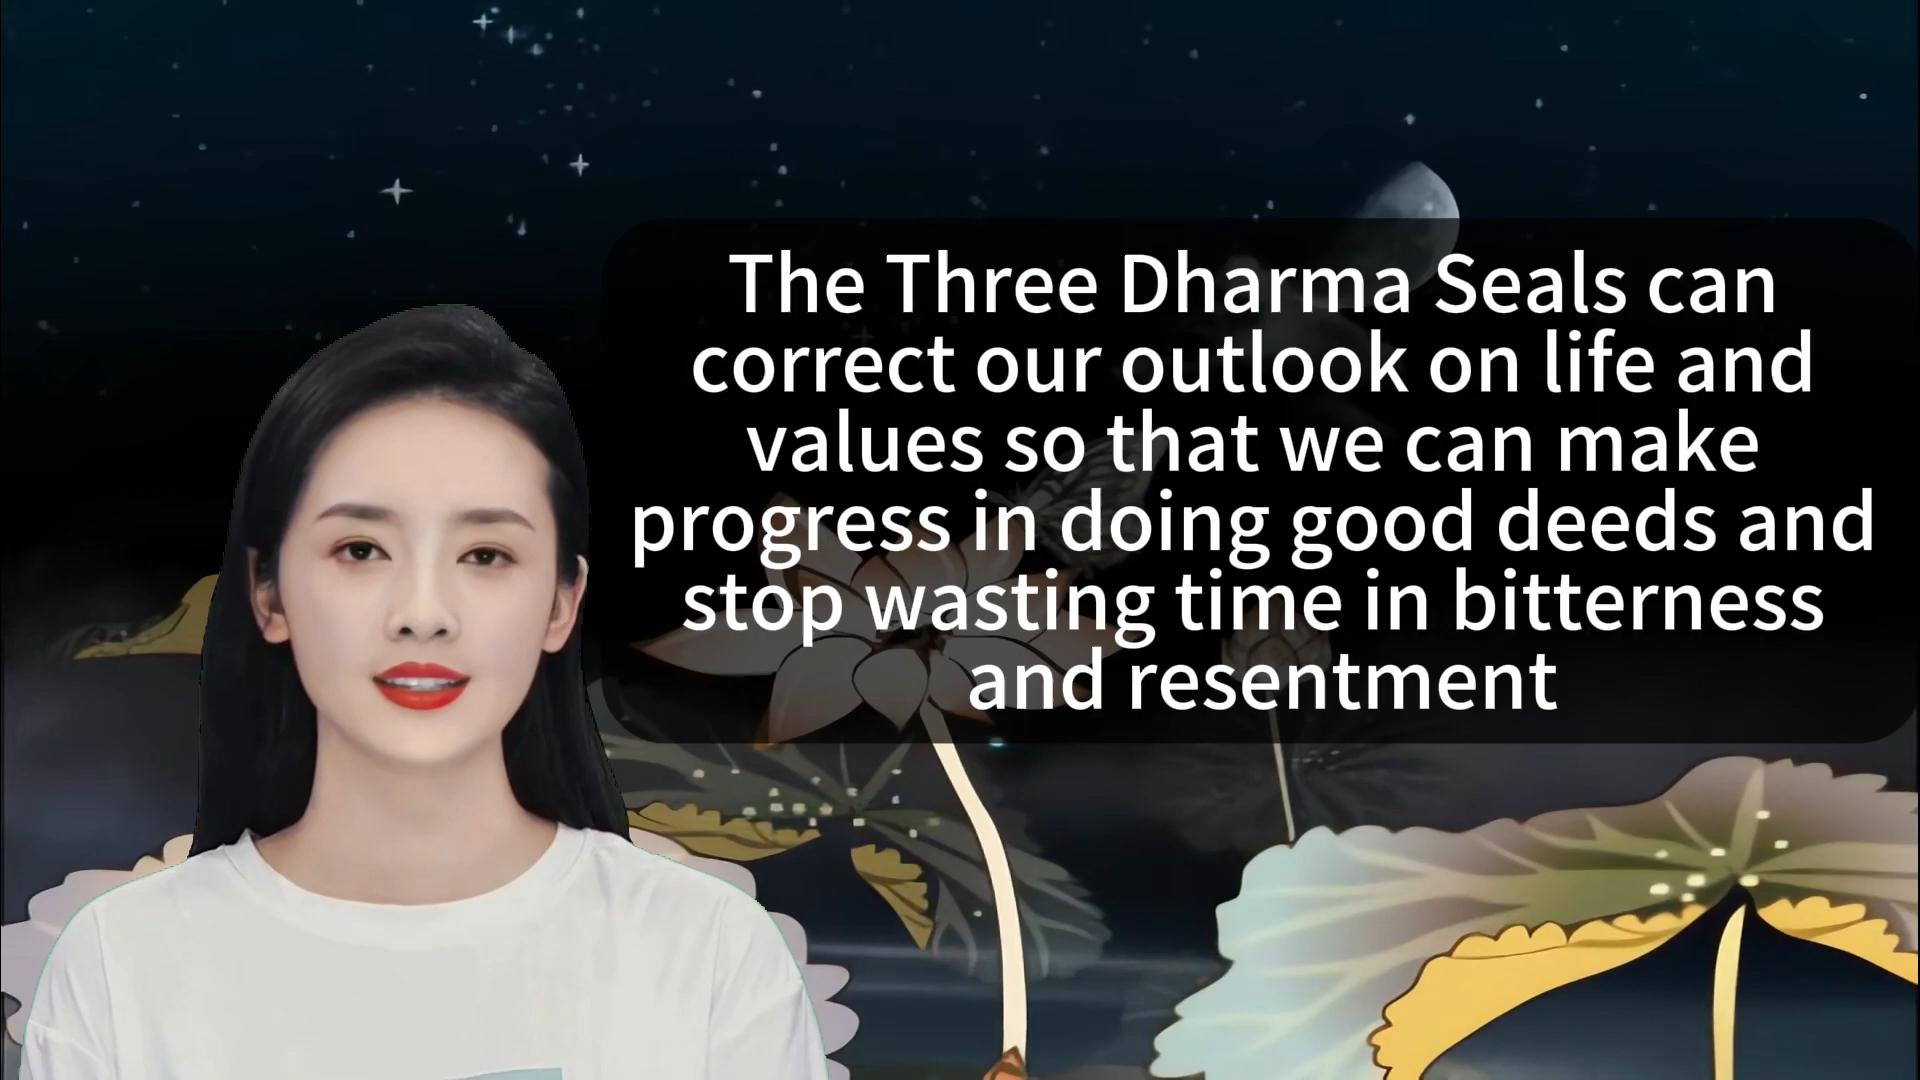 The Three Dharma Seals can
correct our outlook on life and
values so that we can make
progress in doing good deeds and
stop wasting time in bitterness
and resentment